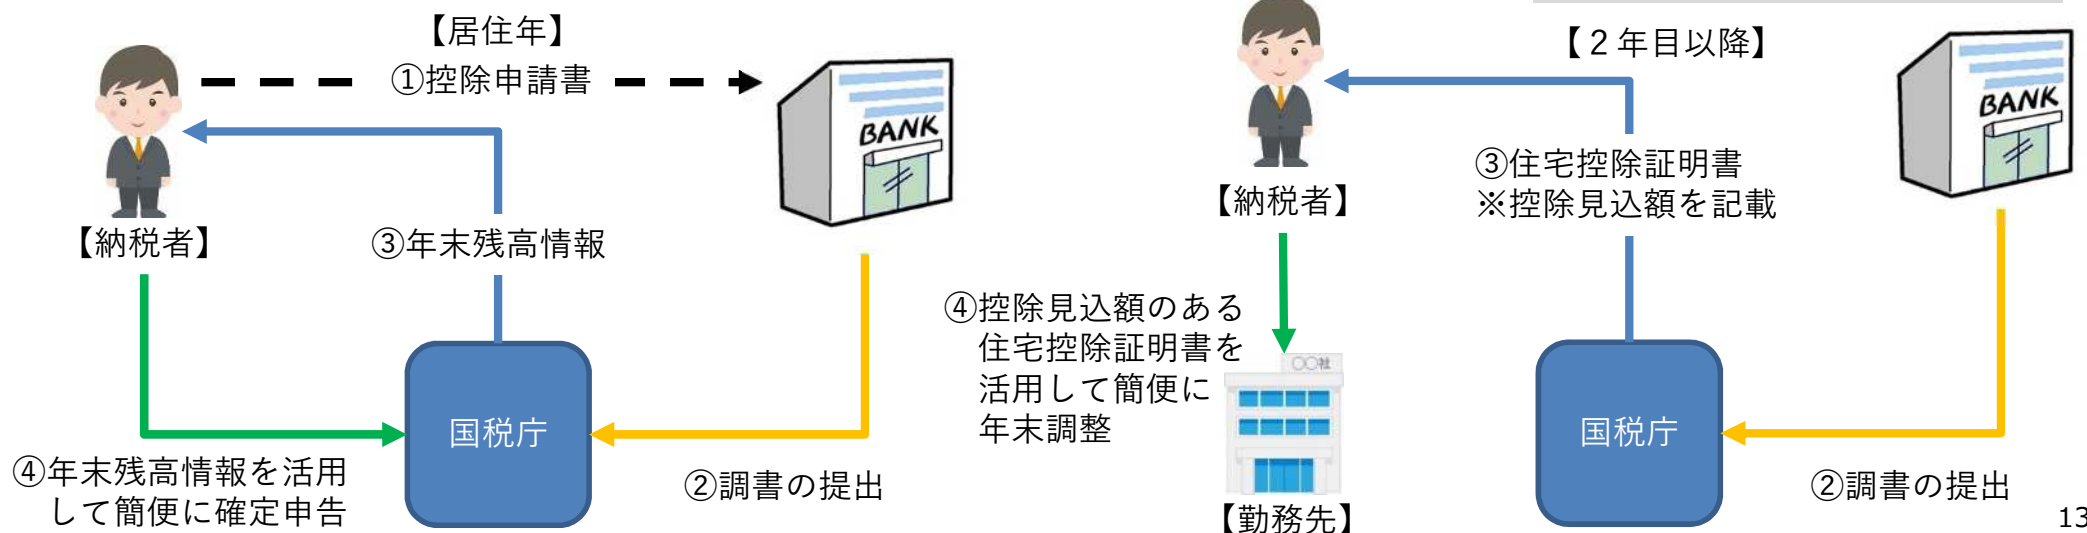 【居住年】
①控除申請書
BANK
【納税者】
③年末残高情報
国税庁
④年末残高情報を活用
して簡便に確定申告
②調書の提出
【２年目以降】
BANK
③住宅控除証明書
※控除見込額を記載
【納税者】
④控除見込額のある
住宅控除証明書を
活用して簡便に
年末調整
〇〇社
【勤務先】
国税庁
②調書の提出
13